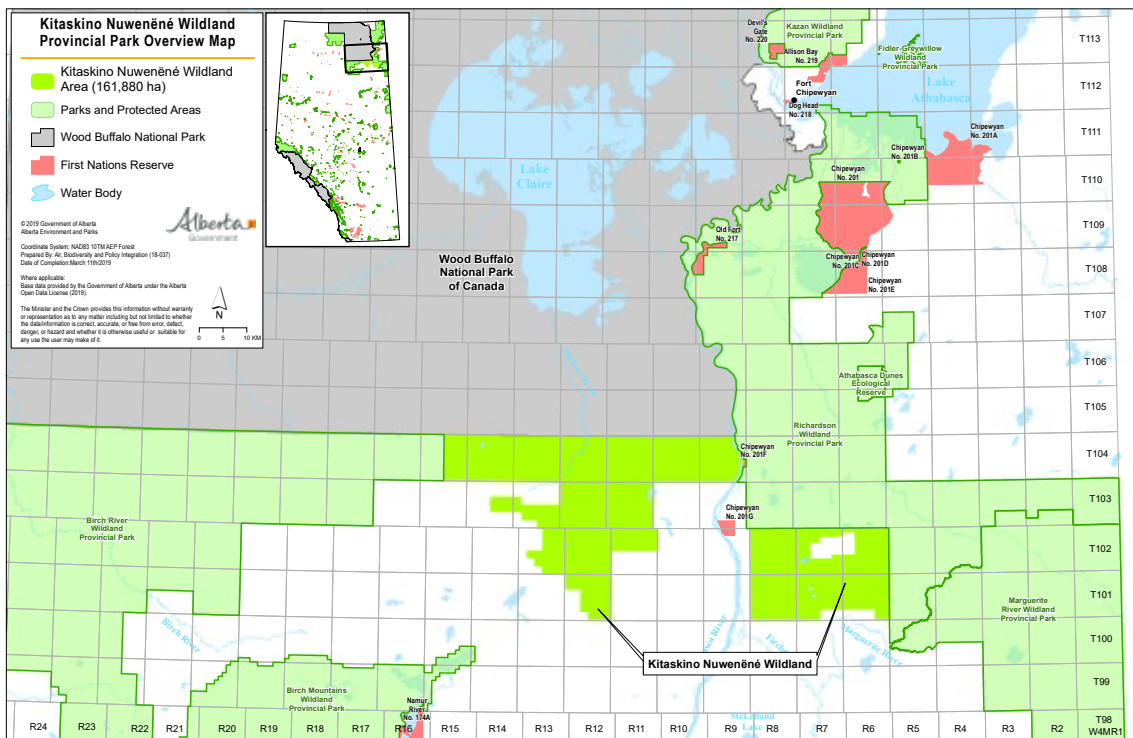 Kitaskino Nuwenëné Wildland
Provincial Park Overview Map
Kitaskino Nuwenëné Wildland
Area (161,880 ha)
Parks and Protected Areas
Wood Buffalo National Park
First Nations Reserve
Water Body
© 2019 Government of Alberta
Alberta Environment and Parks
Alberta
Government
Coordinate System: NAD83 10TM AEP Forest
Prepared By: Air, Biodiversity and Policy Integration (18-037)
Date of Completion:March 11th/2019
Where applicable:
Base data provided by the Government of Alberta under the Alberta
Open Data License (2019).
The Minister and the Crown provides this information without warranty
or representation as to any matter including but not limited to whether
the data/information is correct, accurate, or free from error, defect,
danger, or hazard and whether it is otherwise useful or suitable for
any use the user may make of it.
N
0 5 10 KM
Devil's
Gate
No. 220
Kazan Wildland
Provincial Park
Allison Bay
No. 219
Fidler-Greywillow
Wildland
Provincial Park
Lake
Athabasca
Fort
Chipewyan
Dog Head
No. 218
Chipewyan
No. 201A
Chipewyan
No. 201B
Chipewyan
No. 201
Lake
Claire
Old Fort
No. 217
Wood Buffalo
National Park
of Canada
Chipewyan
No. 201C
Chipewyan
No. 201D
Chipewyan
No. 201E
Athabasca Dunes
Ecological
Reserve
Richardson
Wildland
Provincial Park
Chipewyan
No. 201F
Chipewyan
No. 201G
Birch River
Wildland
Provincial Park
Marguerite
River Wildland
Provincial Park
Birch River
Marguerite River
Kitaskino Nuwenëné Wildland
Birch Mountains
Wildland
Provincial Park
Namur
River
No. 174A
McLelland
Lake
T113
T112
T111
T110
T109
T108
T107
T106
T105
T104
T103
T102
T101
T100
T99
T98
W4MR1
R24 R23 R22 R21 R20 R19 R18 R17 R16 R15 R14 R13 R12 R11 R10 R9 R8 R7 R6 R5 R4 R3 R2